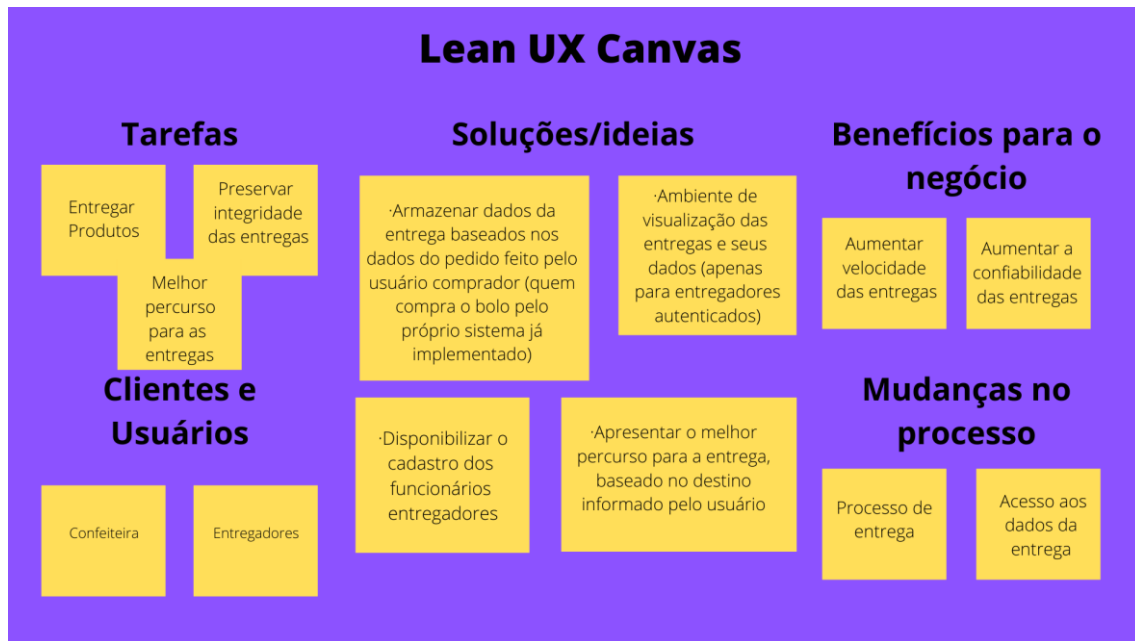 Lean UX Canvas
Tarefas
Entregar
Produtos
Preservar
integridade
das entregas
Melhor
percurso
para as
entregas
Clientes e
Usuários
Confeiteira
Entregadores
Soluções/ideias
·Armazenar dados da
entrega baseados nos
dados do pedido feito pelo
usuário comprador (quem
compra o bolo pelo
próprio sistema já
implementado)
·Ambiente de
visualização das
entregas e seus
dados (apenas
para entregadores
autenticados)
·Disponibilizar o
cadastro dos
funcionários
entregadores
·Apresentar o melhor
percurso para a entrega,
baseado no destino
informado pelo usuário
Benefícios para o
negócio
Aumentar
velocidade
das entregas
Aumentar a
confiabilidade
das entregas
Mudanças no
processo
Processo de
entrega
Acesso aos
dados da
entrega